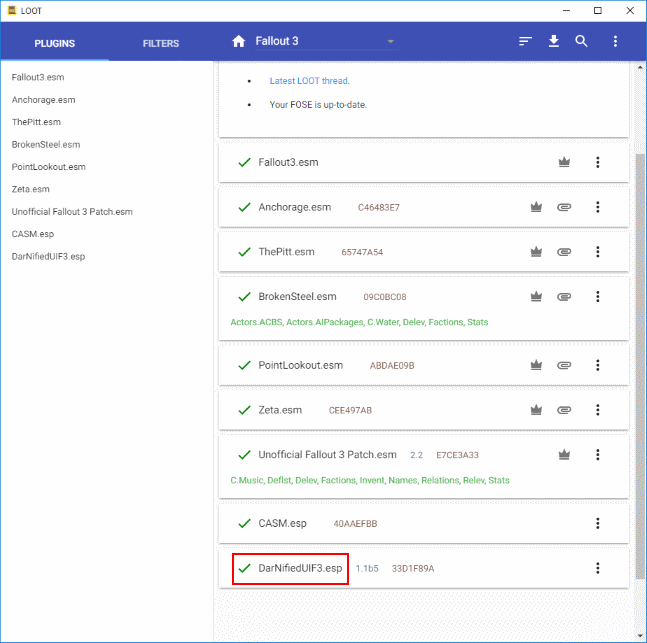 LOOT
PLUGINS
FILTERS
Fallout 3
Fallout3.esm
Anchorage.esm
ThePitt.esm
BrokenSteel.esm
PointLookout.esm
Zeta.esm
Unofficial Fallout 3 Patch.esm
CASM.esp
DarNifiedUIF3.esp
Latest LOOT thread.
Your FOSE is up-to-date.
Fallout3.esm
Anchorage.esm C46483E7
ThePitt.esm 65747A54
BrokenSteel.esm 09C0BC08
Actors.ACBS, Actors.AIPackages, C.Water, Delev, Factions, Stats
PointLookout.esm ABDAE09B
Zeta.esm CEE497AB
Unofficial Fallout 3 Patch.esm 2.2 E7CE3A33
C.Music, Deflst, Delev, Factions, Invent, Names, Relations, Relev, Stats
CASM.esp 40AAEFBB
DarNifiedUIF3.esp 1.1b5 33D1F89A